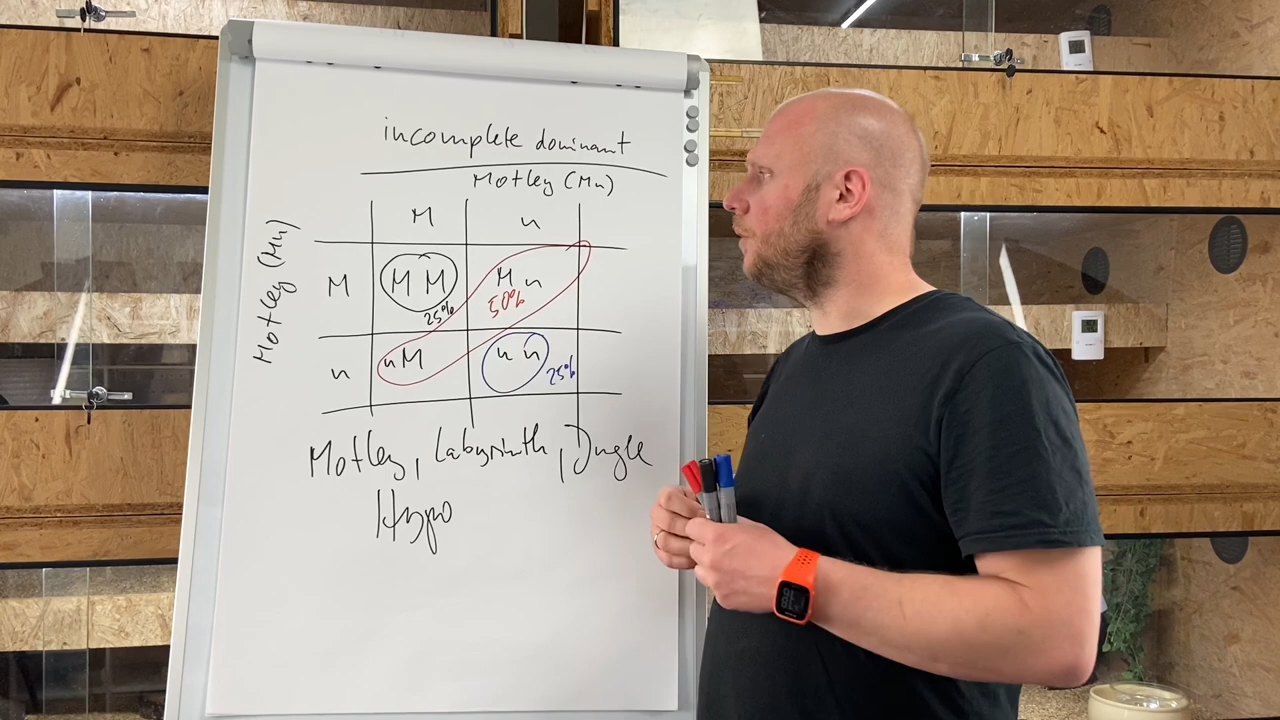 incomplete dominant
Motley (Mn)
M n
Motley (Mn)
M M M n
25% 50%
n n M n n
25%
Motley, Labyrinth, Jungle
Hypo